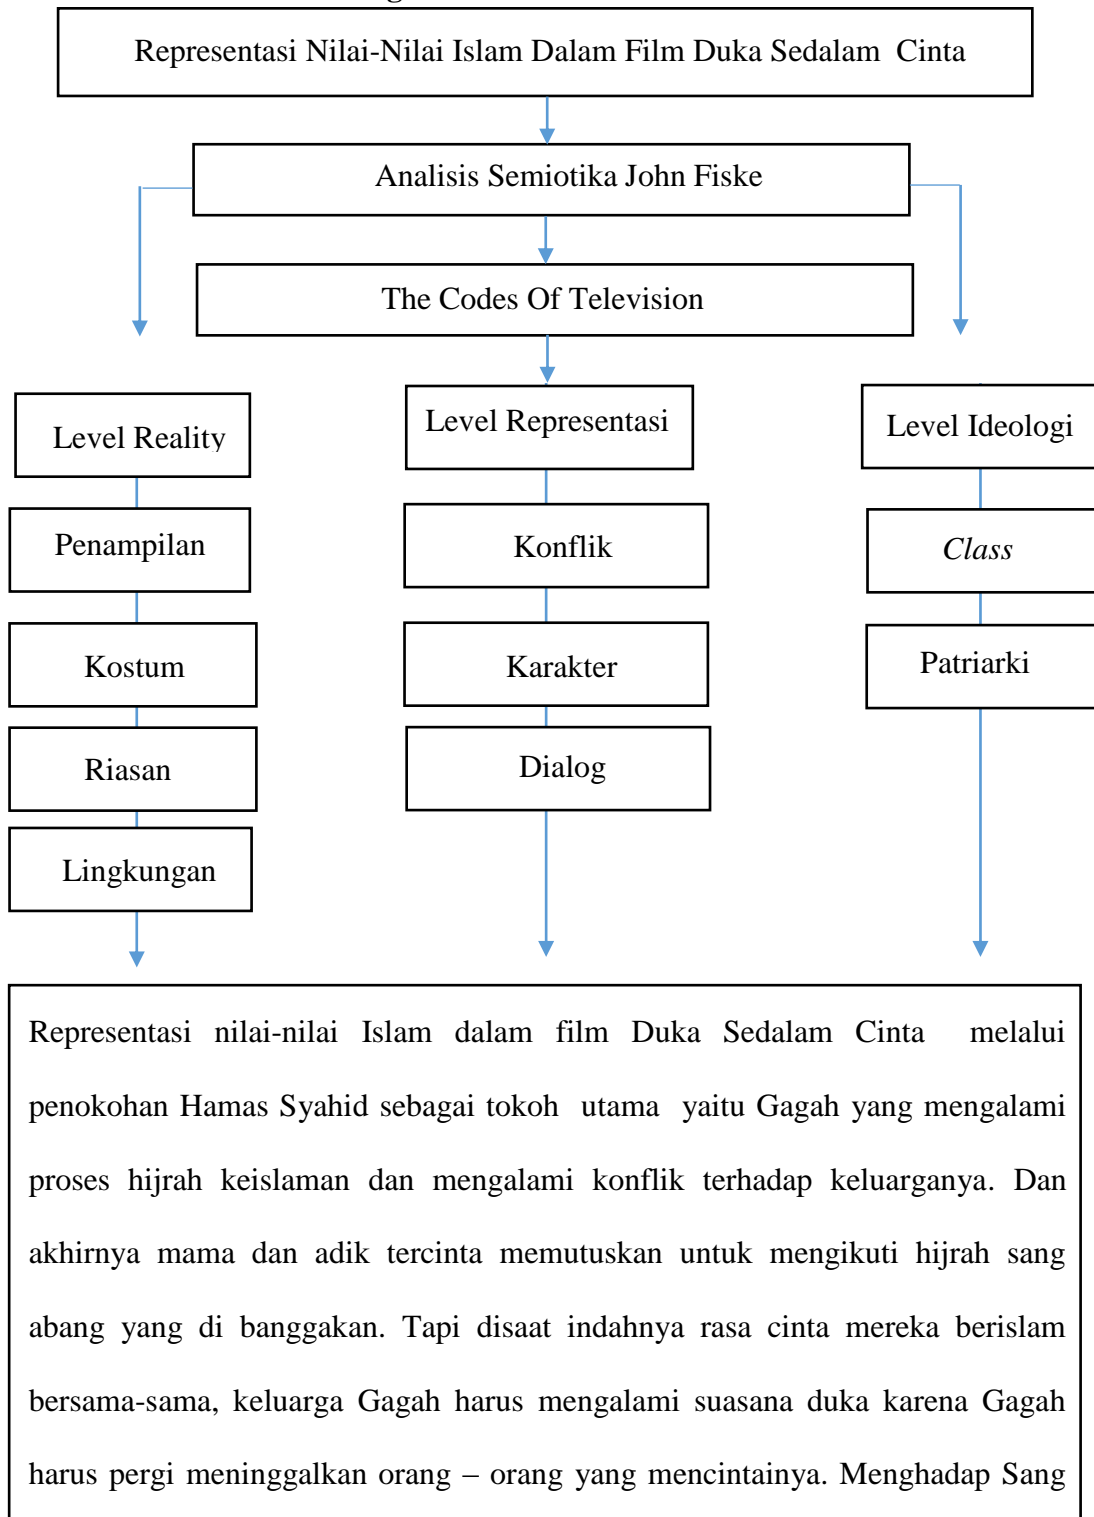 Representasi Nilai-Nilai Islam Dalam Film Duka Sedalam Cinta
Analisis Semiotika John Fiske
The Codes Of Television
Level Reality
Penampilan
Kostum
Riasan
Lingkungan
Level Representasi
Konflik
Karakter
Dialog
Level Ideologi
Class
Patriarki
Representasi nilai-nilai Islam dalam film Duka Sedalam Cinta melalui
penokohan Hamas Syahid sebagai tokoh utama yaitu Gagah yang mengalami
proses hijrah keislaman dan mengalami konflik terhadap keluarganya. Dan
akhirnya mama dan adik tercinta memutuskan untuk mengikuti hijrah sang
abang yang di banggakan. Tapi disaat indahnya rasa cinta mereka berislam
bersama-sama, keluarga Gagah harus mengalami suasana duka karena Gagah
harus pergi meninggalkan orang – orang yang mencintainya. Menghadap Sang